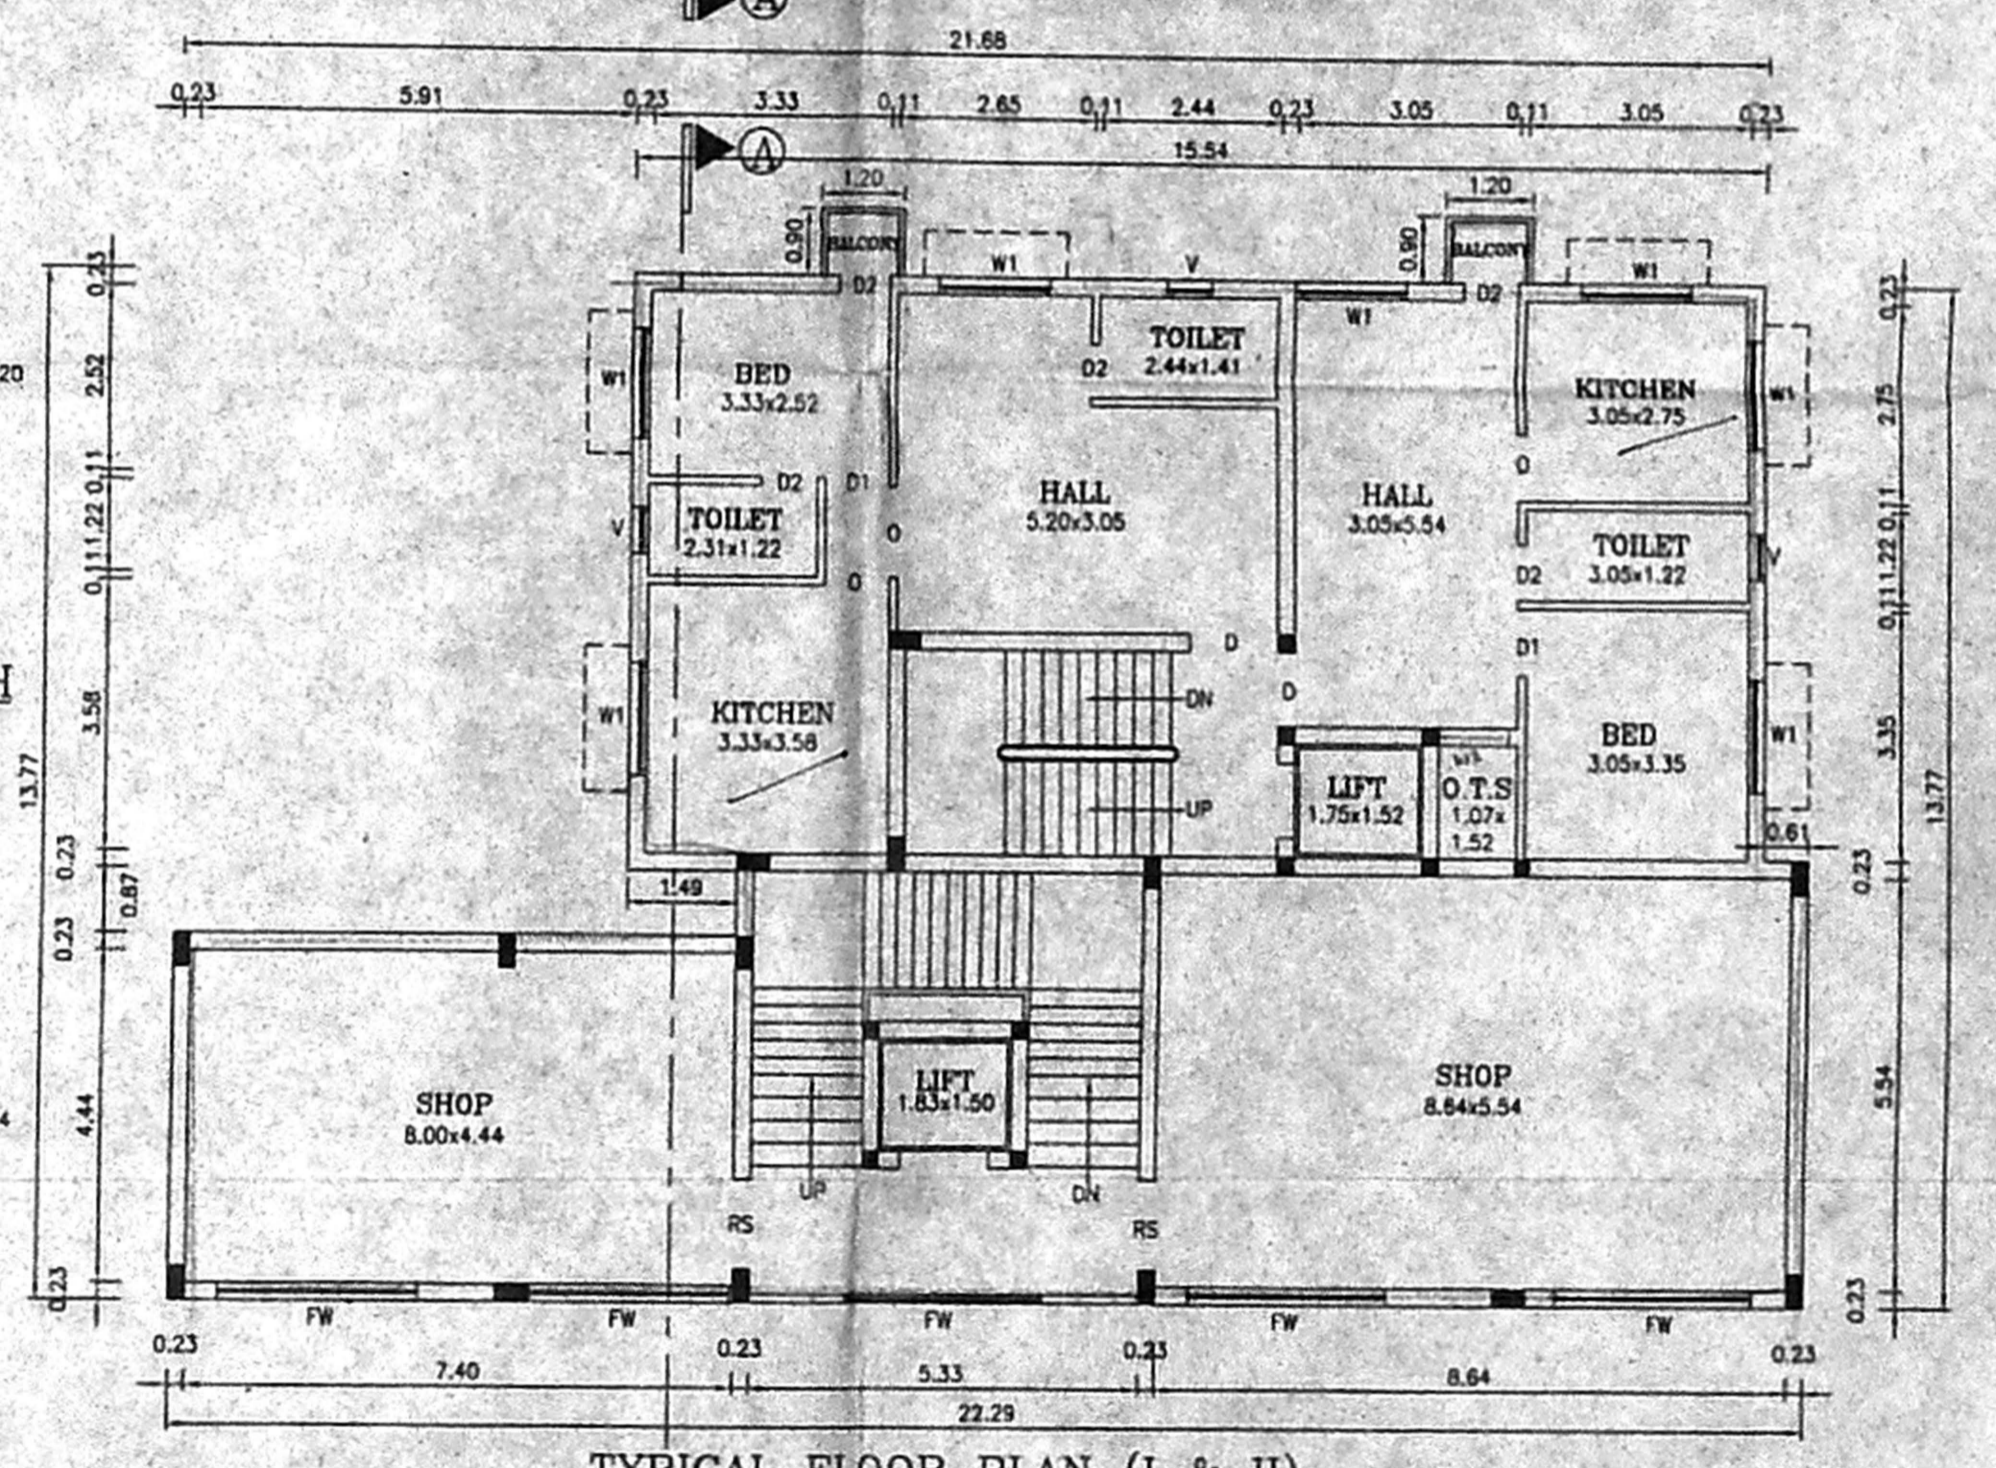 A
21.68
0.23 5.91 0.23 3.33 0.11 2.65 0.11 2.44 0.23 3.05 0.11 3.05 0.23
A
15.54
1.20 1.20
0.90 BALCONY W1 V 0.90 BALCONY W1
0.23 D2 D2 0.23
W1
TOILET
2.44x1.41
D2
20
2.52 W1 BED
3.33x2.52
KITCHEN
3.05x2.75
W1 2.75
0.11 D2 D1 O
HALL
5.20x3.05
HALL
3.05x5.54
0.11
1.22 V TOILET
2.31x1.22
O
TOILET
3.05x1.22
V 1.22
0.11 O D2 0.11
D D1
H
3.58 W1 KITCHEN
3.33x3.58
DN D
BED
3.05x3.35
W1 3.35
13.77 13.77
UP LIFT
1.75x1.52
O.T.S
1.07x
1.52
0.61
0.23 0.23
1.49
0.87
0.23
4
4.44 SHOP
8.00x4.44
LIFT
1.83x1.50
SHOP
8.64x5.54
5.54
UP DN
RS RS
0.23 0.23
FW FW FW FW FW
0.23 0.23 0.23 0.23
7.40 5.33 8.64
22.29
TYPICAL FLOOR PLAN (I & II)